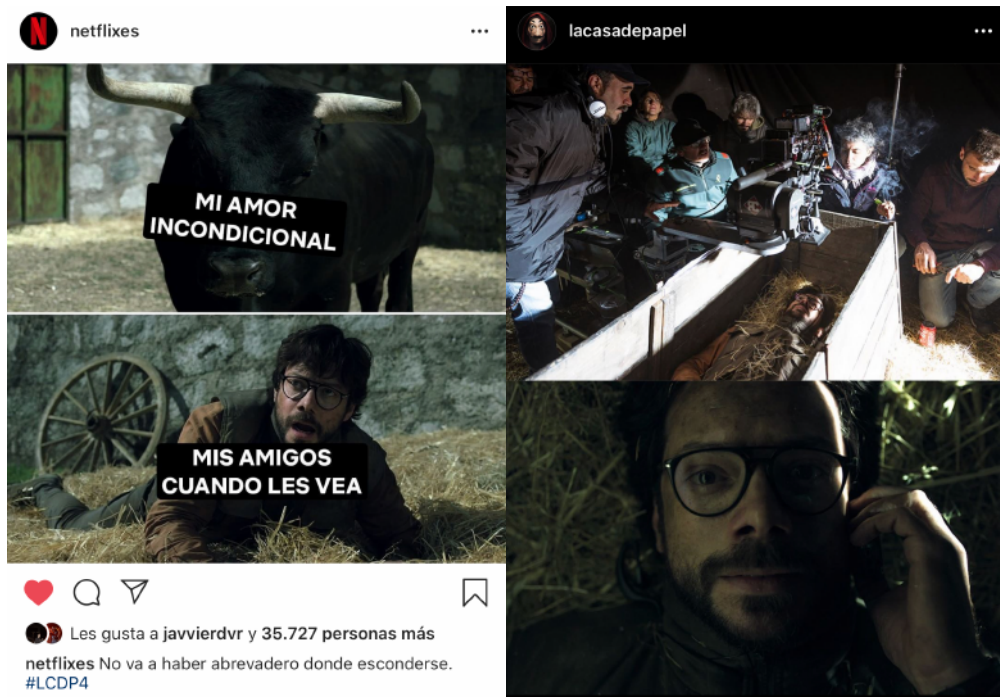 netflixes
MI AMOR
INCONDICIONAL
MIS AMIGOS
CUANDO LES VEA
Les gusta a javvierdvr y 35.727 personas más
netflixes No va a haber abrevadero donde esconderse.
#LCDP4
lacasadepapel